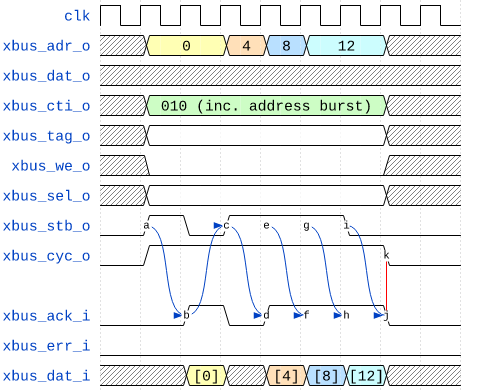 clk
xbus_adr_o 0 4 8 12
xbus_dat_o
xbus_cti_o 010 (inc. address burst)
xbus_tag_o
xbus_we_o
xbus_sel_o
xbus_stb_o a c e g i
xbus_cyc_o k
xbus_ack_i b d f h j
xbus_err_i
xbus_dat_i [0] [4] [8] [12]